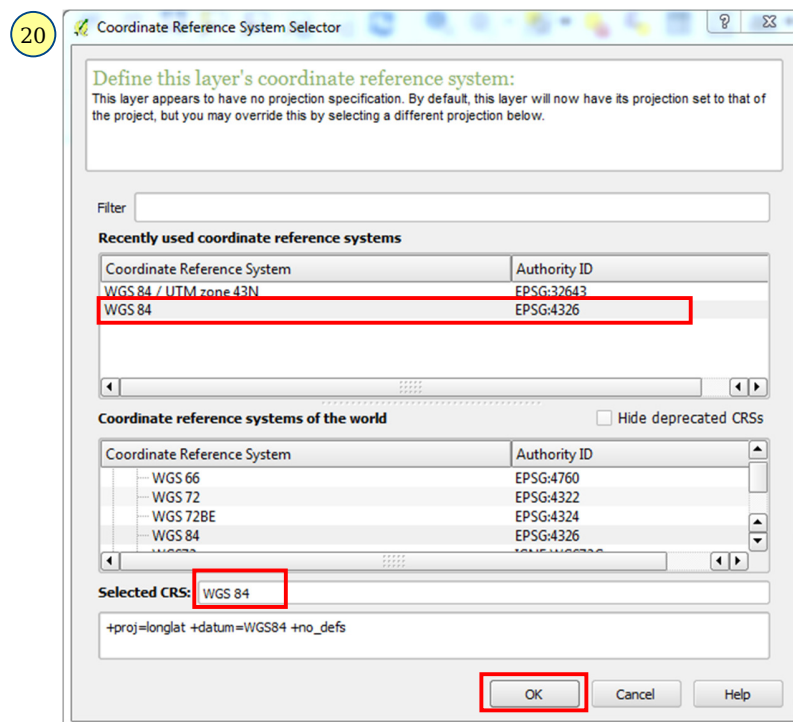 20
Coordinate Reference System Selector
Define this layer's coordinate reference system:
This layer appears to have no projection specification. By default, this layer will now have its projection set to that of
the project, but you may override this by selecting a different projection below.
Filter
Recently used coordinate reference systems
Coordinate Reference System Authority ID
WGS 84 / UTM zone 43N EPSG:32643
WGS 84 EPSG:4326
Coordinate reference systems of the world Hide deprecated CRSs
Coordinate Reference System Authority ID
WGS 66 EPSG:4760
WGS 72 EPSG:4322
WGS 72BE EPSG:4324
WGS 84 EPSG:4326
Selected CRS: WGS 84
+proj=longlat +datum=WGS84 +no_defs
OK Cancel Help